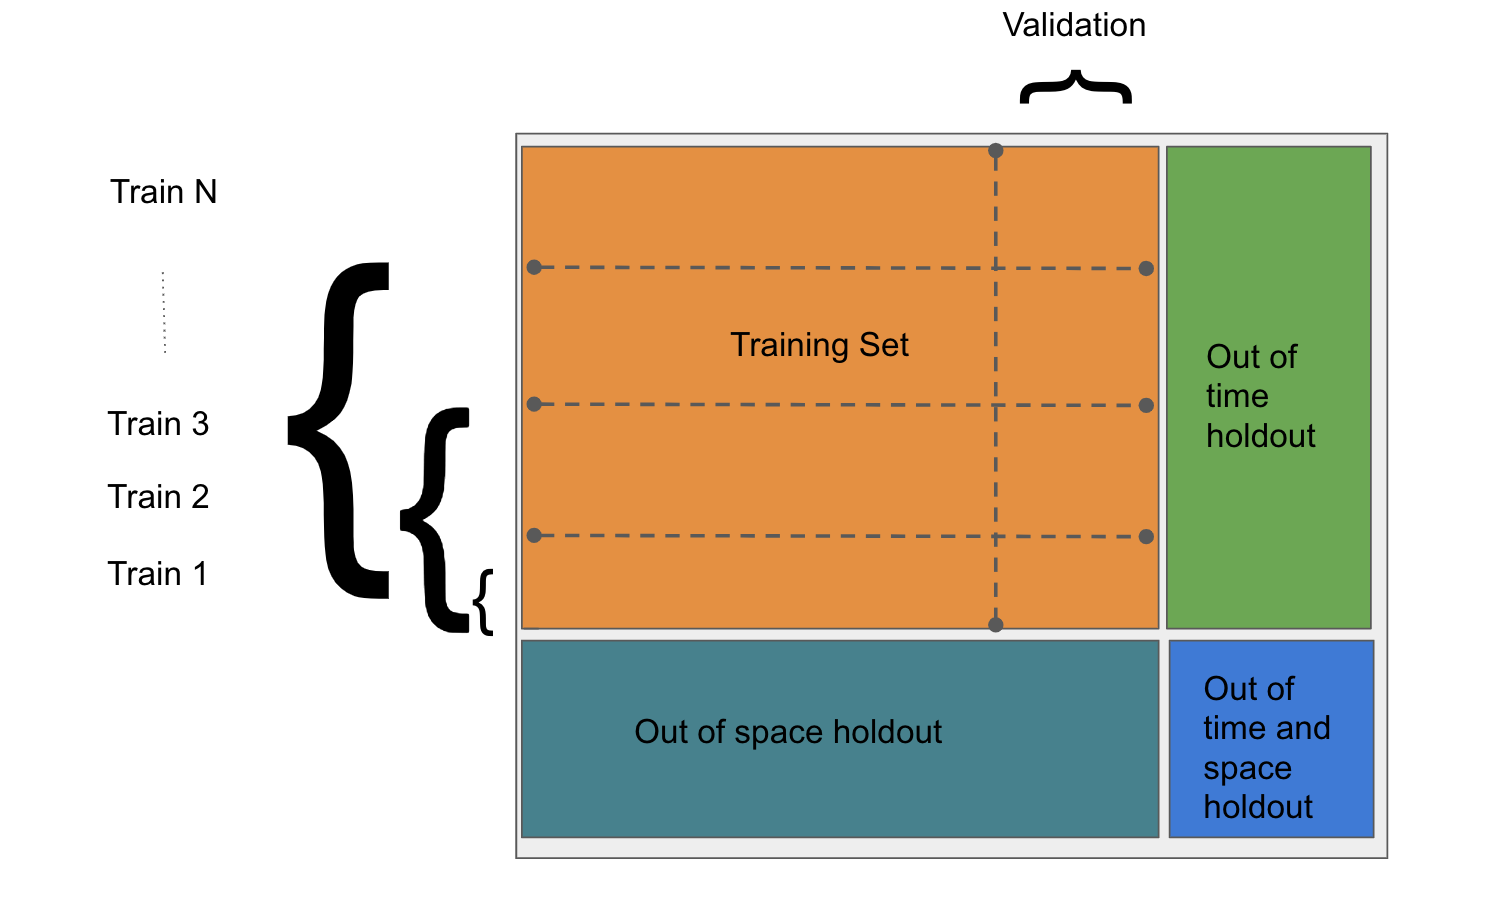 Validation
Train N
Train 3
Train 2
Train 1
Training Set
Out of
time
holdout
Out of space holdout
Out of
time and
space
holdout